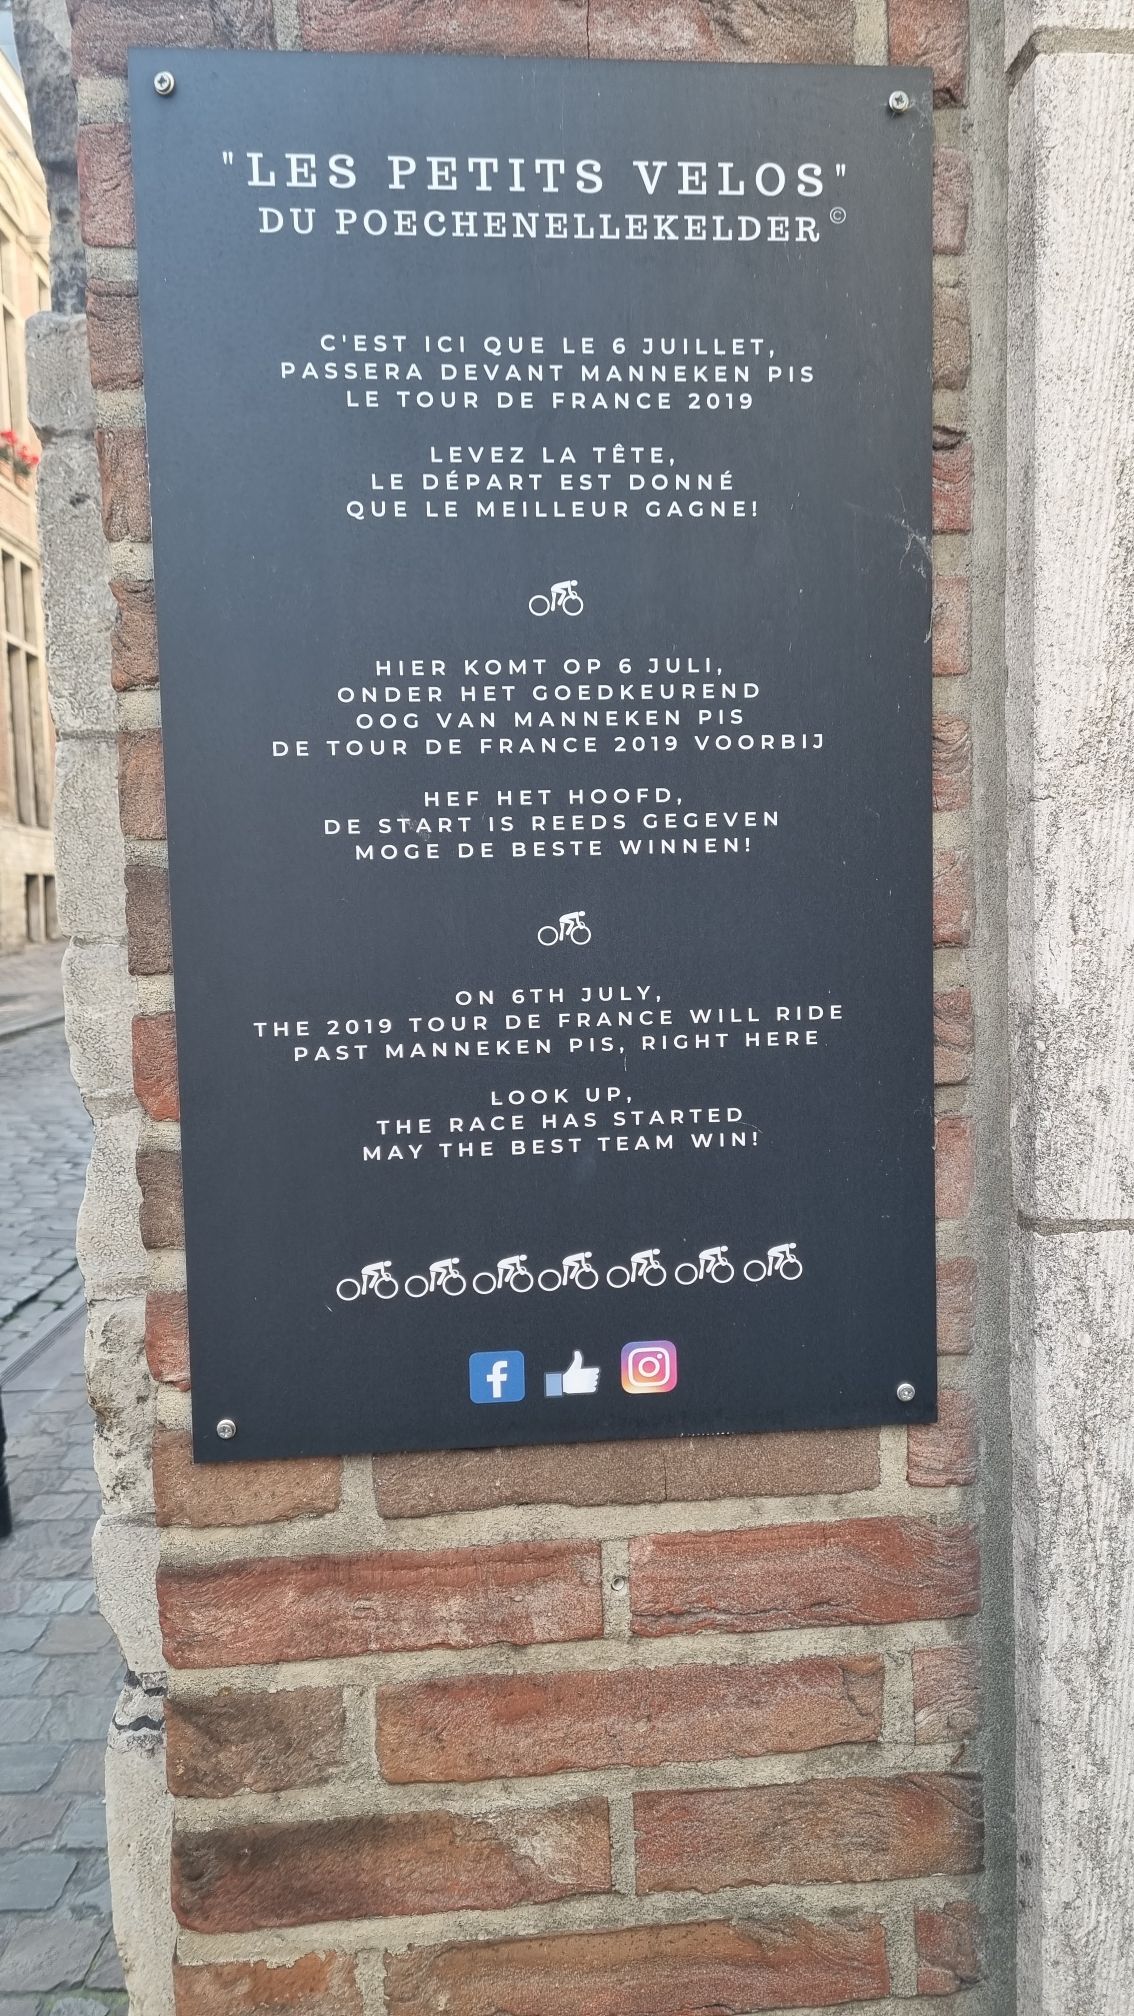 "LES PETITS VELOS"
DU POECHENELLEKELDER©
C'EST ICI QUE LE 6 JUILLET,
PASSERA DEVANT MANNEKEN PIS
LE TOUR DE FRANCE 2019
LEVEZ LA TÊTE,
LE DÉPART EST DONNÉ
QUE LE MEILLEUR GAGNE!
HIER KOMT OP 6 JULI,
ONDER HET GOEDKEUREND
OOG VAN MANNEKEN PIS
DE TOUR DE FRANCE 2019 VOORBIJ
HEF HET HOOFD,
DE START IS REEDS GEGEVEN
MOGE DE BESTE WINNEN!
ON 6TH JULY,
THE 2019 TOUR DE FRANCE WILL RIDE
PAST MANNEKEN PIS, RIGHT HERE
LOOK UP,
THE RACE HAS STARTED
MAY THE BEST TEAM WIN!
f